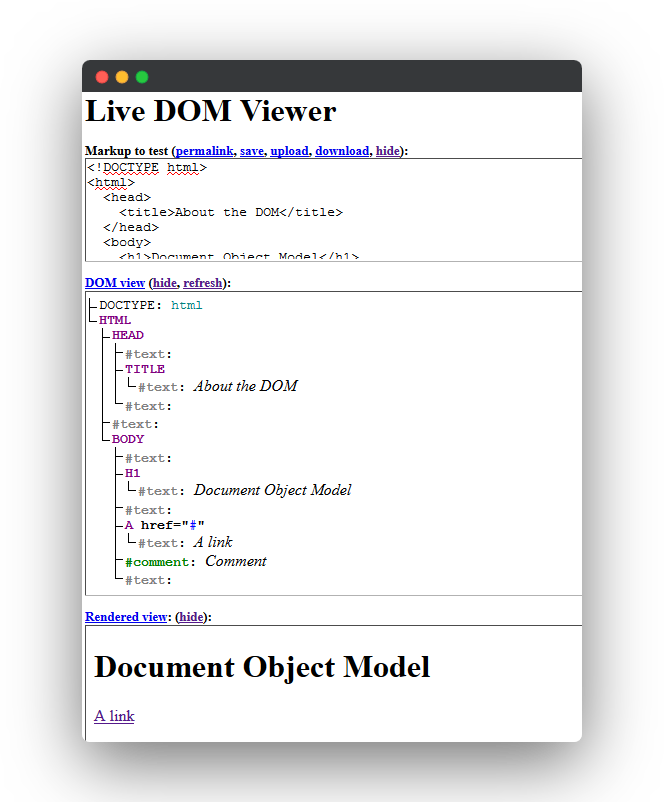 Live DOM Viewer
Markup to test (permalink, save, upload, download, hide):
<!DOCTYPE html>
<html>
  <head>
    <title>About the DOM</title>
  </head>
  <body>
    <h1>Document Object Model</h1>
DOM view (hide, refresh):
DOCTYPE: html
HTML
HEAD
#text:
TITLE
#text: About the DOM
#text:
#text:
BODY
#text:
H1
#text: Document Object Model
#text:
A href="#"
#text: A link
#comment: Comment
#text:
Rendered view: (hide):
Document Object Model
A link